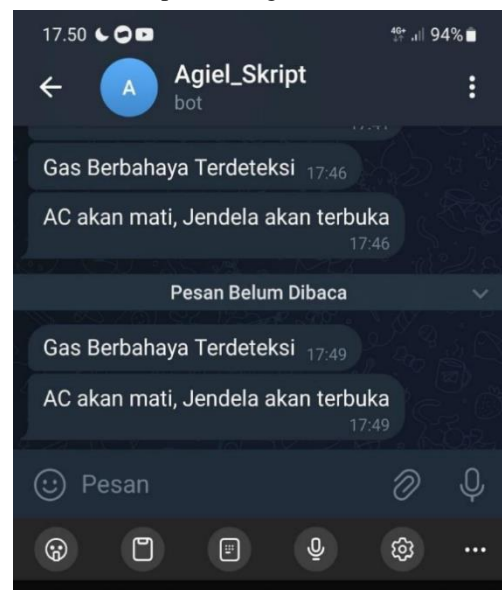 17.50
4G+ 94%
A
Agiel_Skript
bot
Gas Berbahaya Terdeteksi 17:46
AC akan mati, Jendela akan terbuka
17:46
Pesan Belum Dibaca
Gas Berbahaya Terdeteksi 17:49
AC akan mati, Jendela akan terbuka
17:49
Pesan